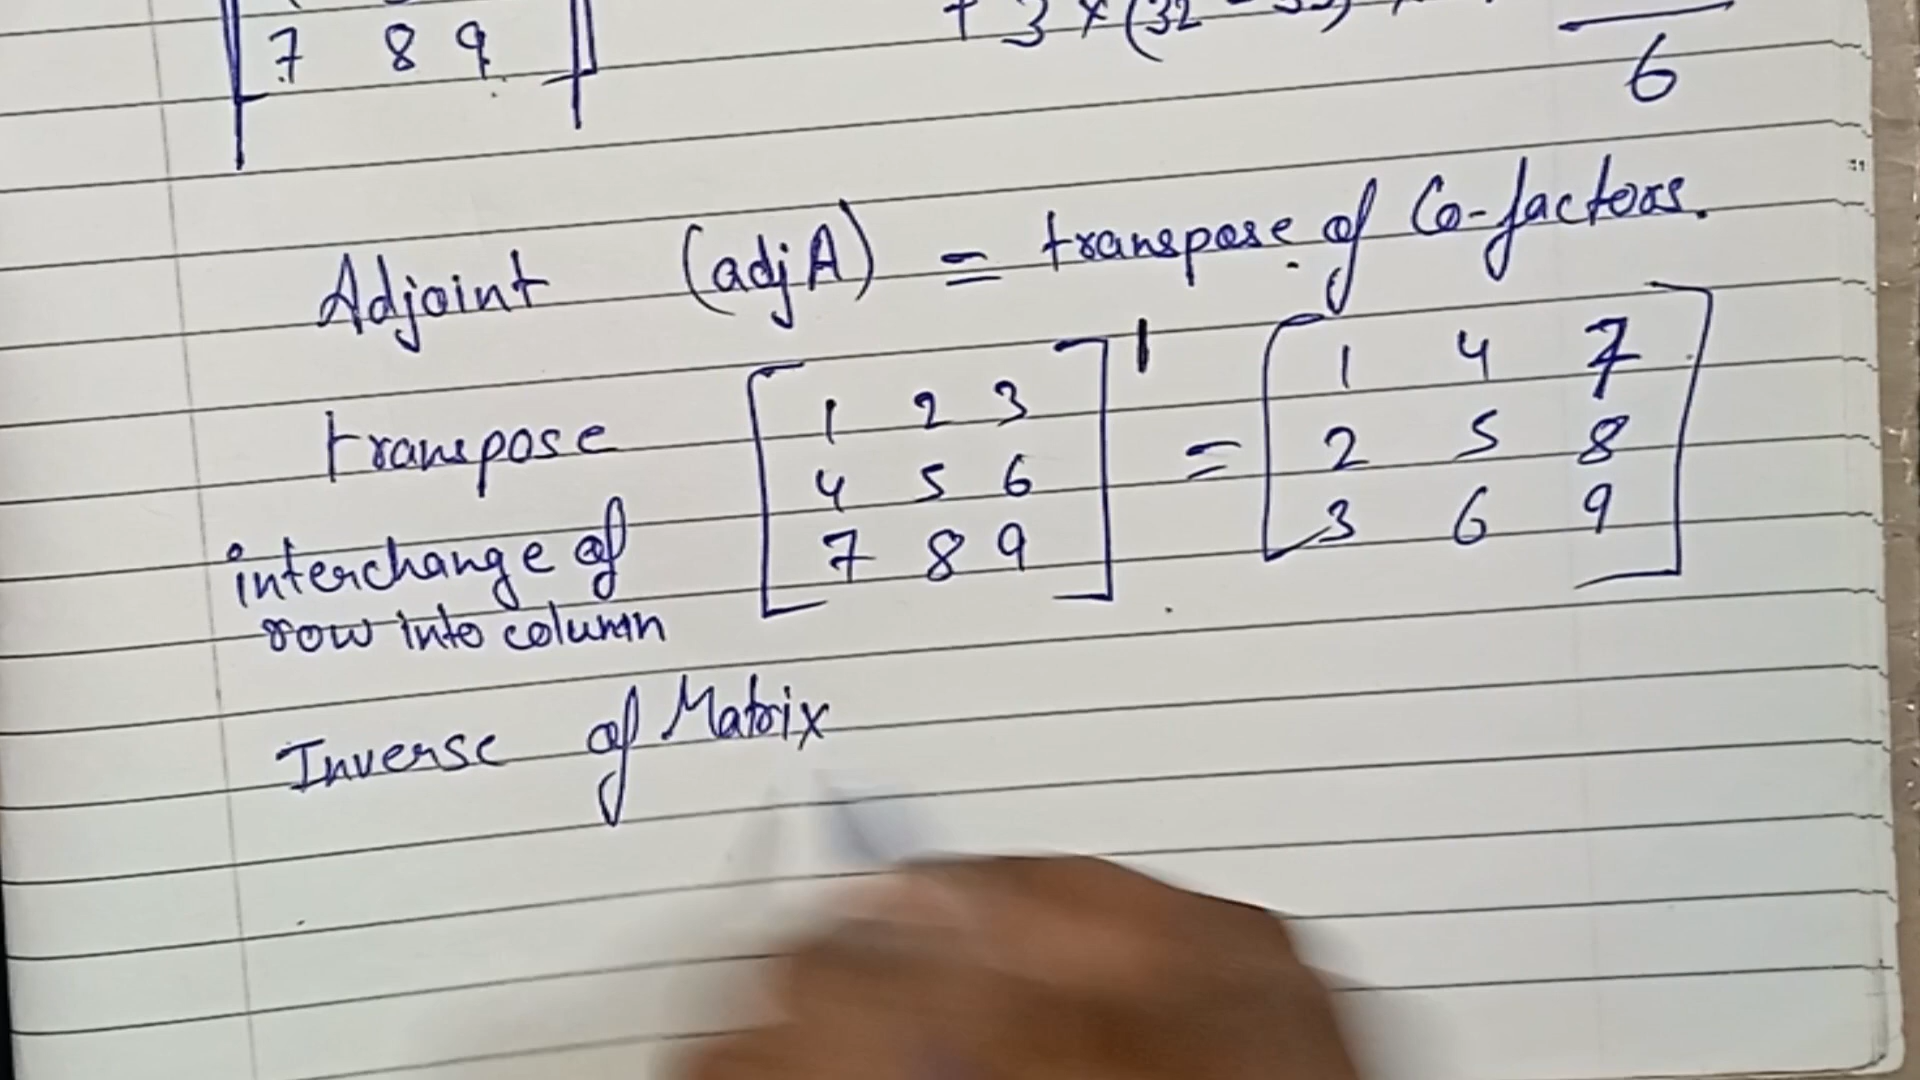 + 3 × (32
7 8 9
6
Adjoint (adj A) = transpose of Co-factors.
transpose
1 2 3
4 5 6
7 8 9
' =
1 4 7
2 5 8
3 6 9
interchange of
row into column
Inverse of Matrix